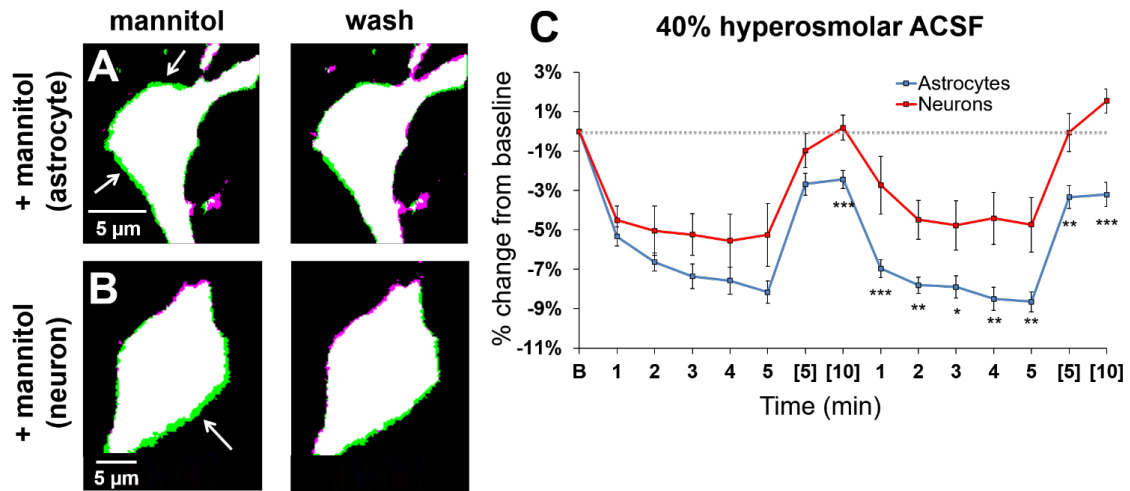 mannitol
wash
+ mannitol
(astrocyte)
A
5 µm
+ mannitol
(neuron)
B
5 µm
C
40% hyperosmolar ACSF
% change from baseline
3%
1%
-1%
-3%
-5%
-7%
-9%
-11%
Astrocytes
Neurons
***
***
**
*
**
**
**
***
B 1 2 3 4 5 [5] [10] 1 2 3 4 5 [5] [10]
Time (min)